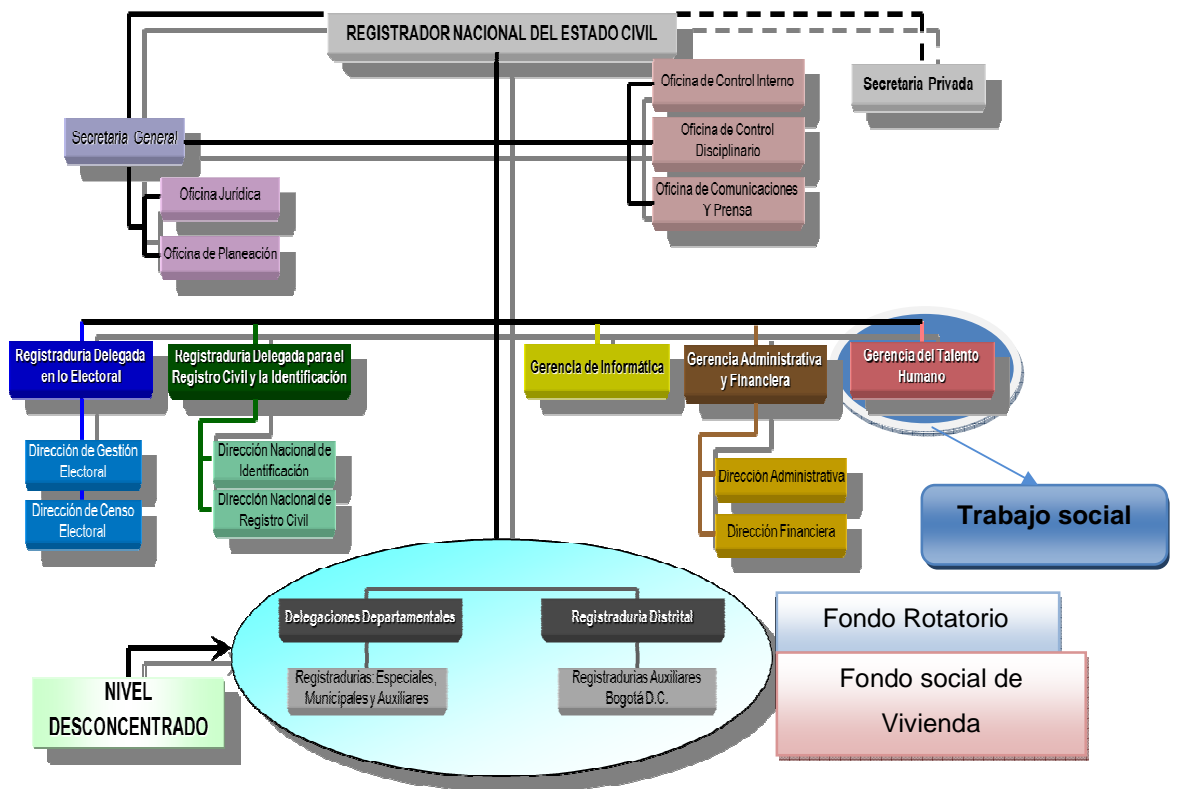 REGISTRADOR NACIONAL DEL ESTADO CIVIL
Oficina de Control Interno
Secretaria Privada
Secretaria General
Oficina de Control
Disciplinario
Oficina Jurídica
Oficina de Comunicaciones
Y Prensa
Oficina de Planeación
Registraduría Delegada
en lo Electoral
Registraduría Delegada para el
Registro Civil y la Identificación
Gerencia de Informática
Gerencia Administrativa
y Financiera
Gerencia del Talento
Humano
Dirección de Gestión
Electoral
Dirección de Censo
Electoral
Dirección Nacional de
Identificación
Dirección Nacional de
Registro Civil
Dirección Administrativa
Dirección Financiera
Trabajo social
Delegaciones Departamentales
Registraduría Distrital
Registradurias: Especiales,
Municipales y Auxiliares
Registradurias Auxiliares
Bogotá D.C.
Fondo Rotatorio
Fondo social de
Vivienda
NIVEL
DESCONCENTRADO